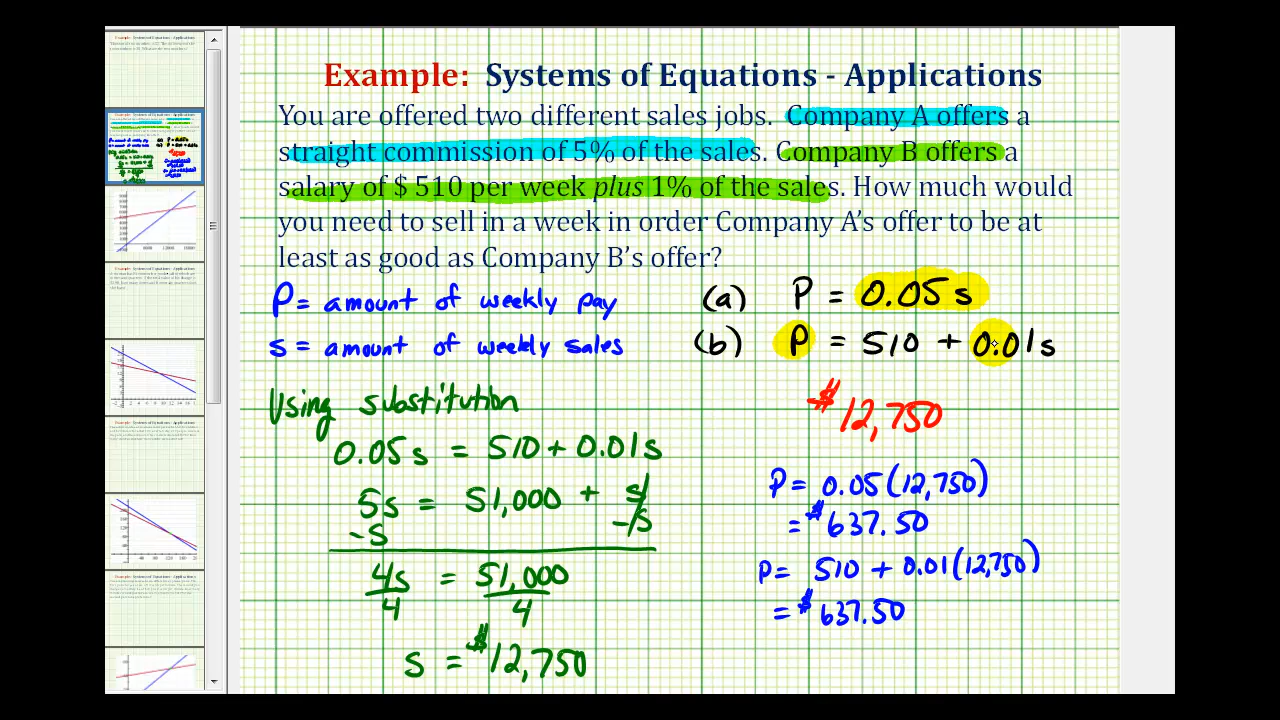 Example: Systems of Equations - Applications
You are offered two different sales jobs. Company A offers a
straight commission of 5% of the sales. Company B offers a
salary of $ 510 per week plus 1% of the sales. How much would
you need to sell in a week in order Company A's offer to be at
least as good as Company B's offer?
P = amount of weekly pay
s = amount of weekly sales
(a) P = 0.05 s
(b) P = 510 + 0.01 s
Using substitution
0.05 s = 510 + 0.01 s
5s = 51,000 + s
-s -s
4s = 51,000
4 4
s = $12,750
$12,750
P = 0.05 (12,750)
= $637.50
P = 510 + 0.01 (12,750)
= $637.50